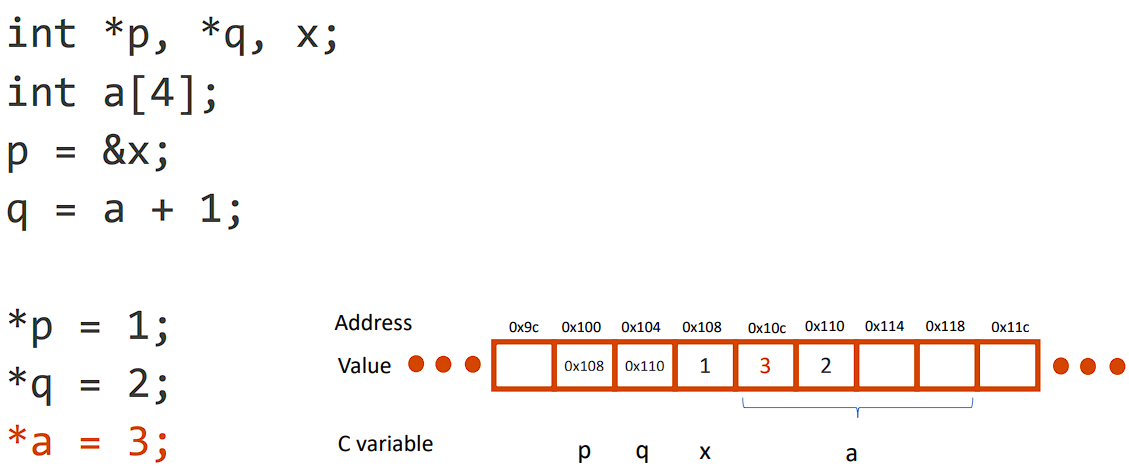 int *p, *q, x;
int a[4];
p = &x;
q = a + 1;
*p = 1;
*q = 2;
*a = 3;
Address 0x9c 0x100 0x104 0x108 0x10c 0x110 0x114 0x118 0x11c
Value 0x108 0x110 1 3 2
C variable p q x a